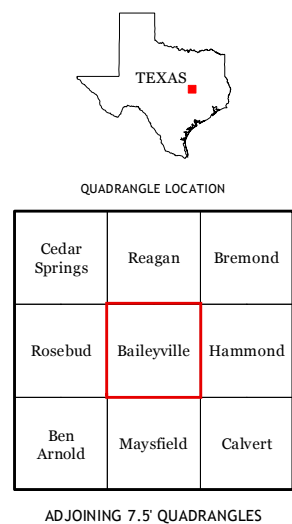 TEXAS
QUADRANGLE LOCATION
Cedar
Springs
Reagan
Bremond
Rosebud
Baileyville
Hammond
Ben
Arnold
Maysfield
Calvert
ADJOINING 7.5' QUADRANGLES